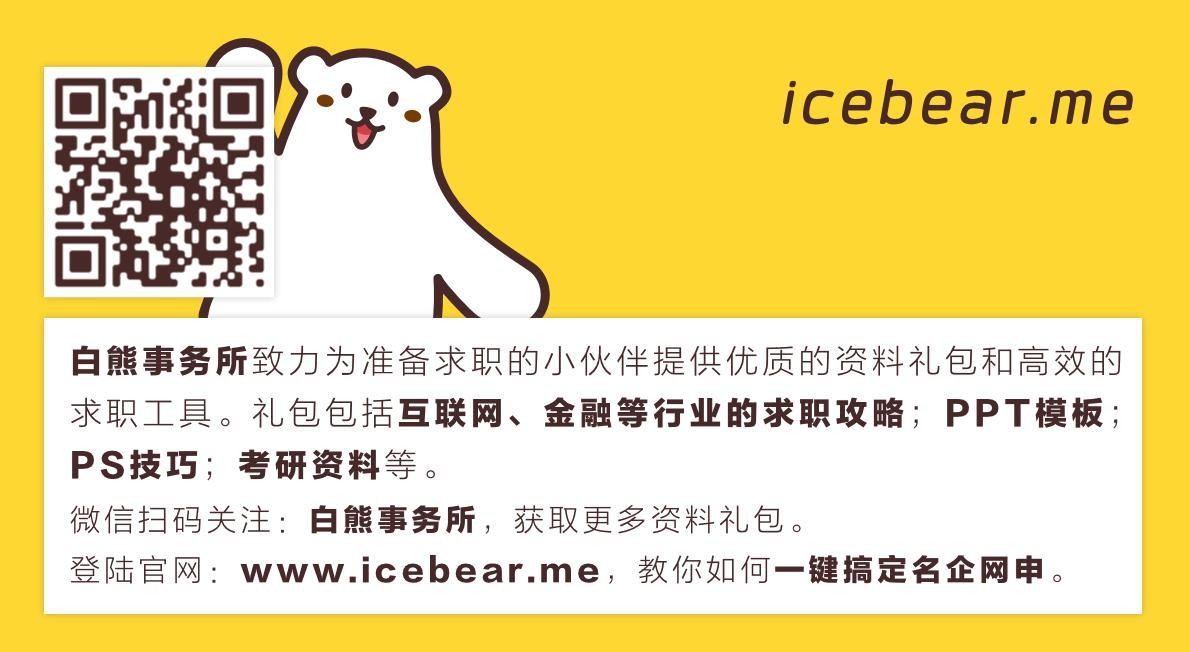 icebear.me
白熊事务所致力为准备求职的小伙伴提供优质的资料礼包和高效的
求职工具。礼包包括互联网、金融等行业的求职攻略；PPT模板；
PS技巧；考研资料等。
微信扫码关注：白熊事务所，获取更多资料礼包。
登陆官网：www.icebear.me，教你如何一键搞定名企网申。